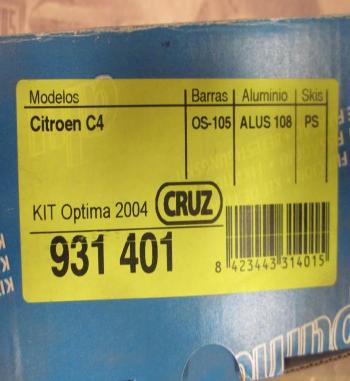 Modelos Barras Aluminio Skis
Citroen C4 OS-105 ALUS 108 PS
KIT Optima 2004 CRUZ
931 401
8 423443 314015